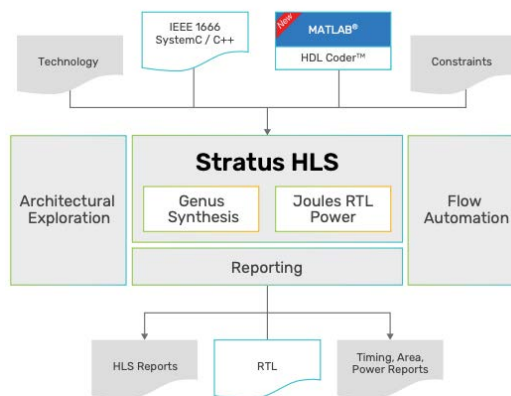 Technology
IEEE 1666
SystemC / C++
New
MATLAB®
HDL Coder™
Constraints
Architectural
Exploration
Stratus HLS
Genus
Synthesis
Joules RTL
Power
Flow
Automation
Reporting
HLS Reports
RTL
Timing, Area,
Power Reports